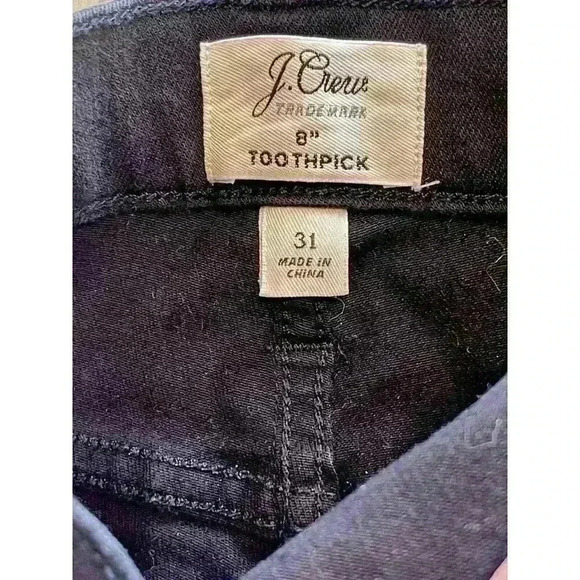 J.Crew
TRADEMARK
8"
TOOTHPICK
31
MADE IN
CHINA